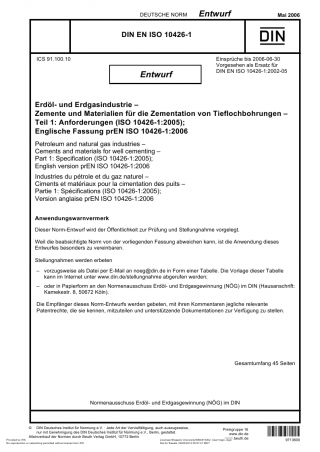 DEUTSCHE NORM
Entwurf
Mai 2006
DIN EN ISO 10426-1
DIN
ICS 91.100.10
Einsprüche bis 2006-06-30
Vorgesehen als Ersatz für
DIN EN ISO 10426-1:2002-05
Entwurf
Erdöl- und Erdgasindustrie –
Zemente und Materialien für die Zementation von Tieflochbohrungen –
Teil 1: Anforderungen (ISO 10426-1:2005);
Englische Fassung prEN ISO 10426-1:2006
Petroleum and natural gas industries –
Cements and materials for well cementing –
Part 1: Specification (ISO 10426-1:2005);
English version prEN ISO 10426-1:2006
Industries du pétrole et du gaz naturel –
Ciments et matériaux pour la cimentation des puits –
Partie 1: Spécifications (ISO 10426-1:2005);
Version anglaise prEN ISO 10426-1:2006
Anwendungswarnvermerk
Dieser Norm-Entwurf wird der Öffentlichkeit zur Prüfung und Stellungnahme vorgelegt.
Weil die beabsichtigte Norm von der vorliegenden Fassung abweichen kann, ist die Anwendung dieses
Entwurfes besonders zu vereinbaren.
Stellungnahmen werden erbeten
– vorzugsweise als Datei per E-Mail an noeg@din.de in Form einer Tabelle. Die Vorlage dieser Tabelle
kann im Internet unter www.din.de/stellungnahme abgerufen werden;
– oder in Papierform an den Normenausschuss Erdöl- und Erdgasgewinnung (NÖG) im DIN (Hausanschrift:
Kamekestr. 8, 50672 Köln).
Die Empfänger dieses Norm-Entwurfs werden gebeten, mit ihren Kommentaren jegliche relevante
Patentrechte, die sie kennen, mitzuteilen und unterstützende Dokumentationen zur Verfügung zu stellen.
Gesamtumfang 45 Seiten
Normenausschuss Erdöl- und Erdgasgewinnung (NÖG) im DIN
© DIN Deutsches Institut für Normung e.V. Jede Art der Vervielfältigung, auch auszugsweise,
nur mit Genehmigung des DIN Deutsches Institut für Normung e.V., Berlin, gestattet.
Alleinverkauf der Normen durch Beuth Verlag GmbH, 10772 Berlin
Preisgruppe 16
www.din.de
www.beuth.de